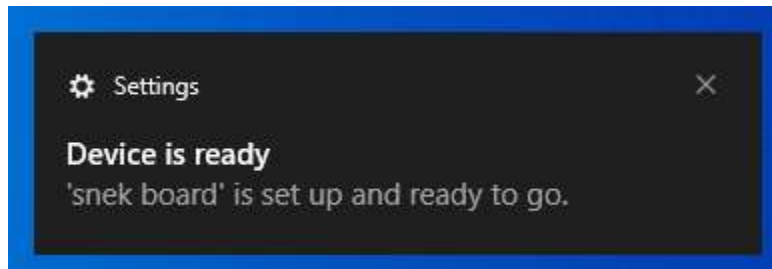 Settings
Device is ready
'snek board' is set up and ready to go.